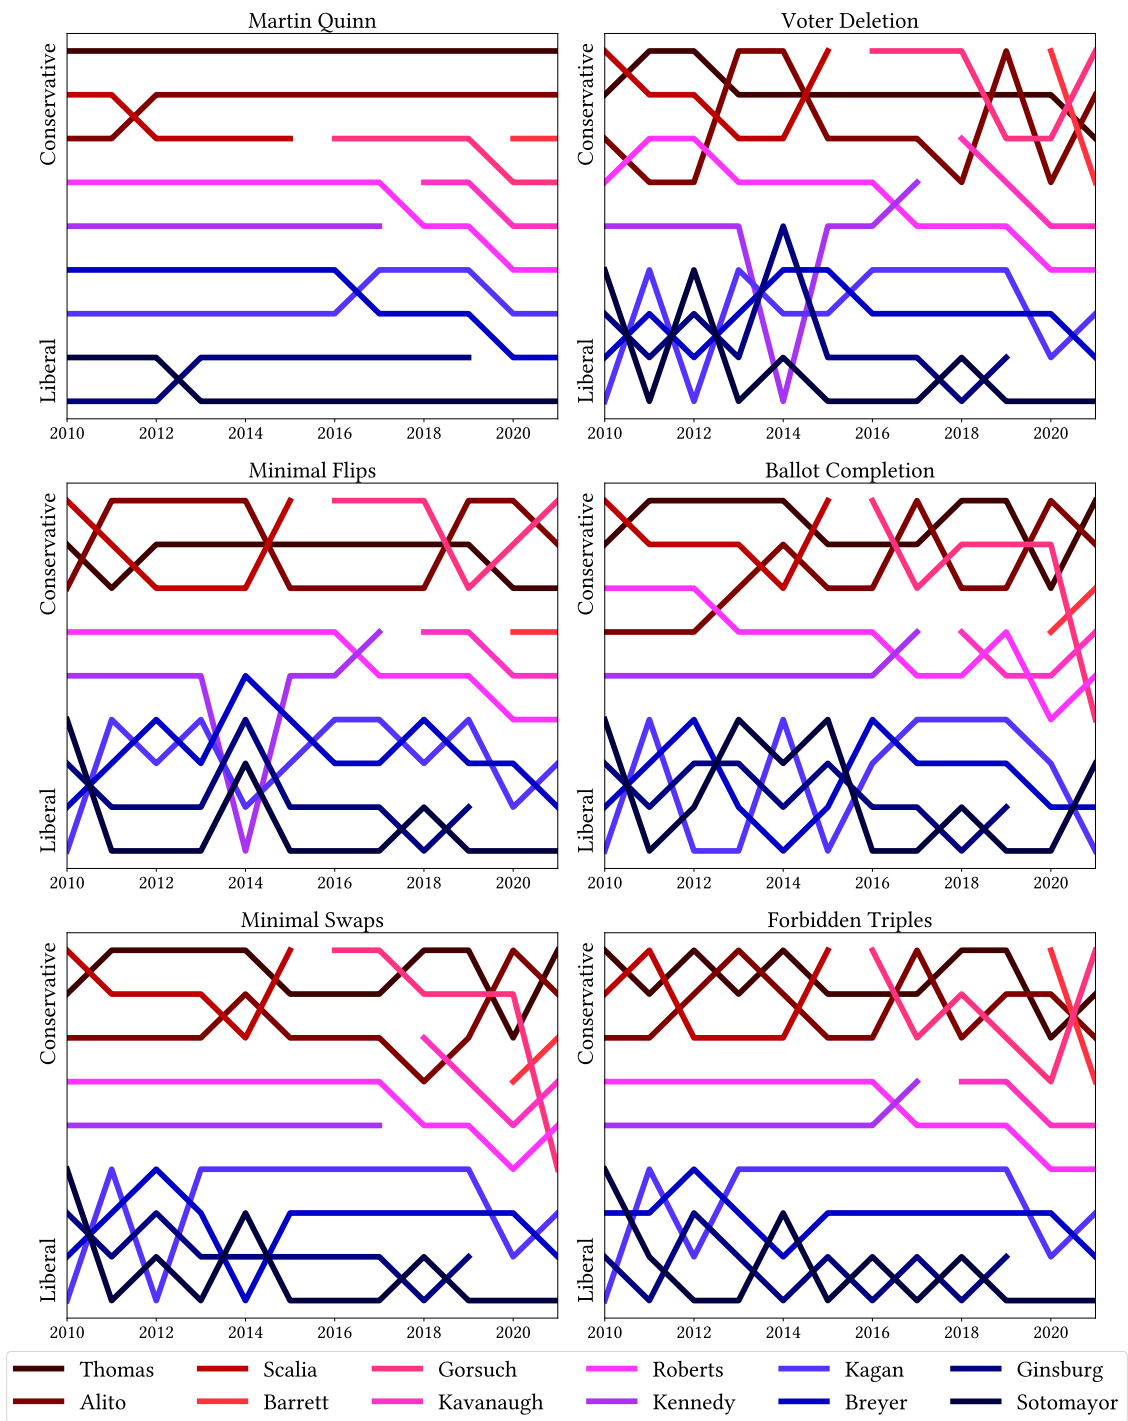 Martin Quinn
Voter Deletion
Conservative
Liberal
Conservative
Liberal
2010 2012 2014 2016 2018 2020
2010 2012 2014 2016 2018 2020
Minimal Flips
Ballot Completion
Conservative
Liberal
Conservative
Liberal
2010 2012 2014 2016 2018 2020
2010 2012 2014 2016 2018 2020
Minimal Swaps
Forbidden Triples
Conservative
Liberal
Conservative
Liberal
2010 2012 2014 2016 2018 2020
2010 2012 2014 2016 2018 2020
Thomas Scalia Gorsuch Roberts Kagan Ginsburg
Alito Barrett Kavanaugh Kennedy Breyer Sotomayor